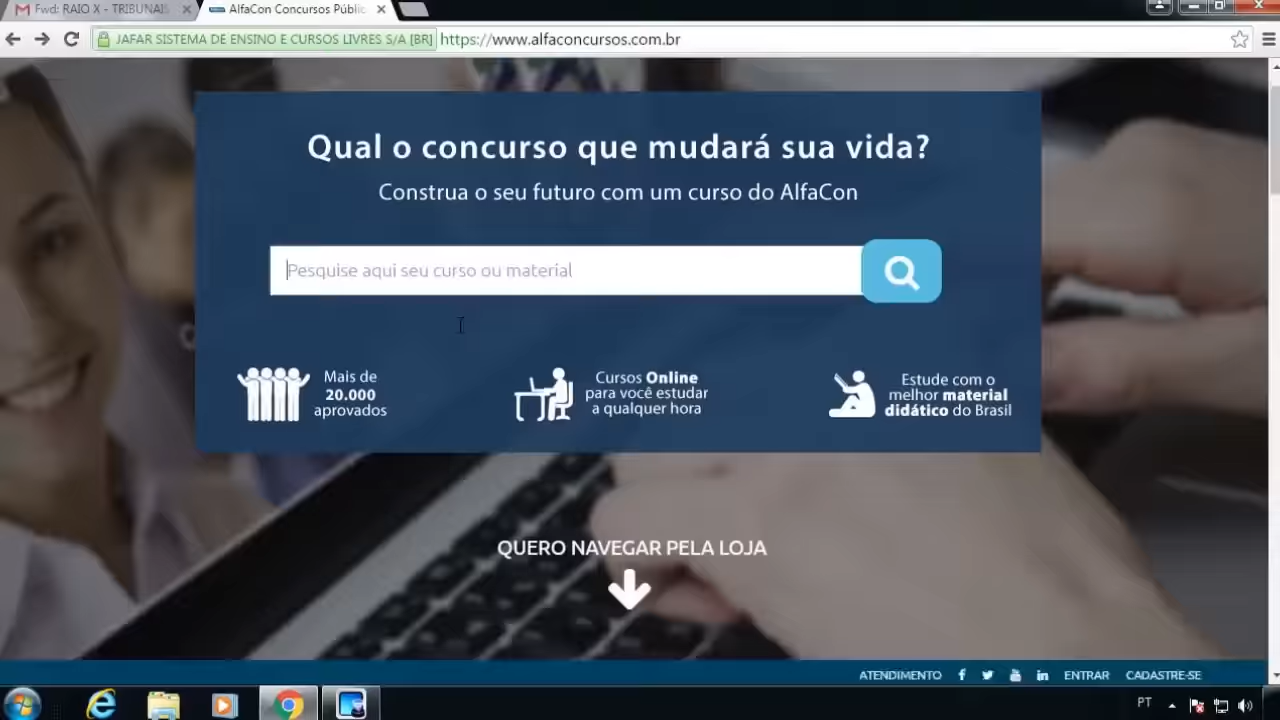 Fwd: RAIO X - TRIBUNAIS
AlfaCon Concursos Públic
JAFAR SISTEMA DE ENSINO E CURSOS LIVRES S/A [BR] https://www.alfaconcursos.com.br
Qual o concurso que mudará sua vida?
Construa o seu futuro com um curso do AlfaCon
Pesquise aqui seu curso ou material
Mais de
20.000
aprovados
Cursos Online
para você estudar
a qualquer hora
Estude com o
melhor material
didático do Brasil
QUERO NAVEGAR PELA LOJA
ATENDIMENTO ENTRAR CADASTRE-SE
PT